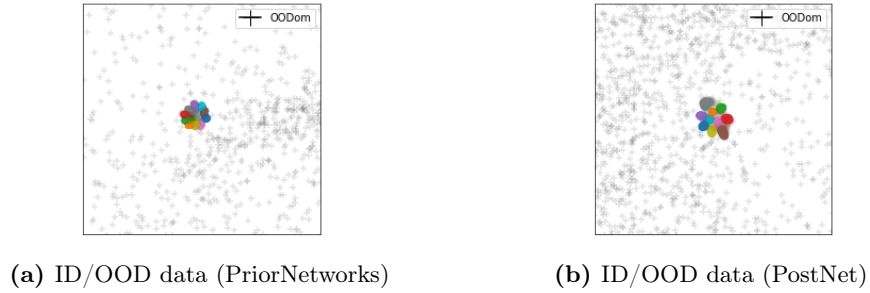 OODom
OODom
(a) ID/OOD data (PriorNetworks)
(b) ID/OOD data (PostNet)